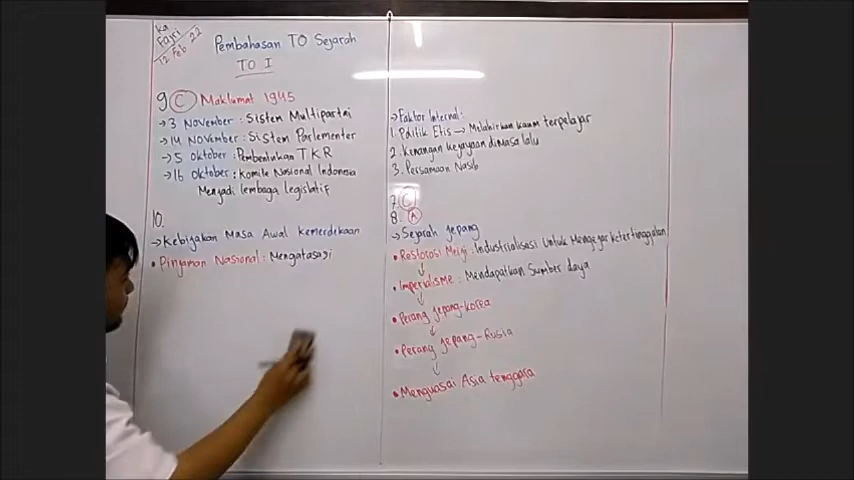 ka
Fajri
12 Feb 22
Pembahasan TO Sejarah
TO I
9 C Maklumat 1945
→ 3 November : Sistem Multipartai
→ 14 November : Sistem Parlementer
→ 5 Oktober : Pembentukan TKR
→ 16 Oktober : Komite Nasional Indonesia
Menjadi lembaga legislatif
10.
→ Kebijakan Masa Awal Kemerdekaan
• Pinjaman Nasional : Mengatasi
→ Faktor Internal :
1. Politik Etis → Melahirkan kaum terpelajar
2. Kenangan kejayaan dimasa lalu
3. Persamaan Nasib
7. C
8. A
→ Sejarah Jepang
• Restorasi Meiji : Industrialisasi untuk Mengejar ketertinggalan
↓
• Imperialisme : Mendapatkan Sumber daya
↓
• Perang Jepang-Korea
↓
• Perang Jepang-Rusia
↓
• Menguasai Asia tenggara